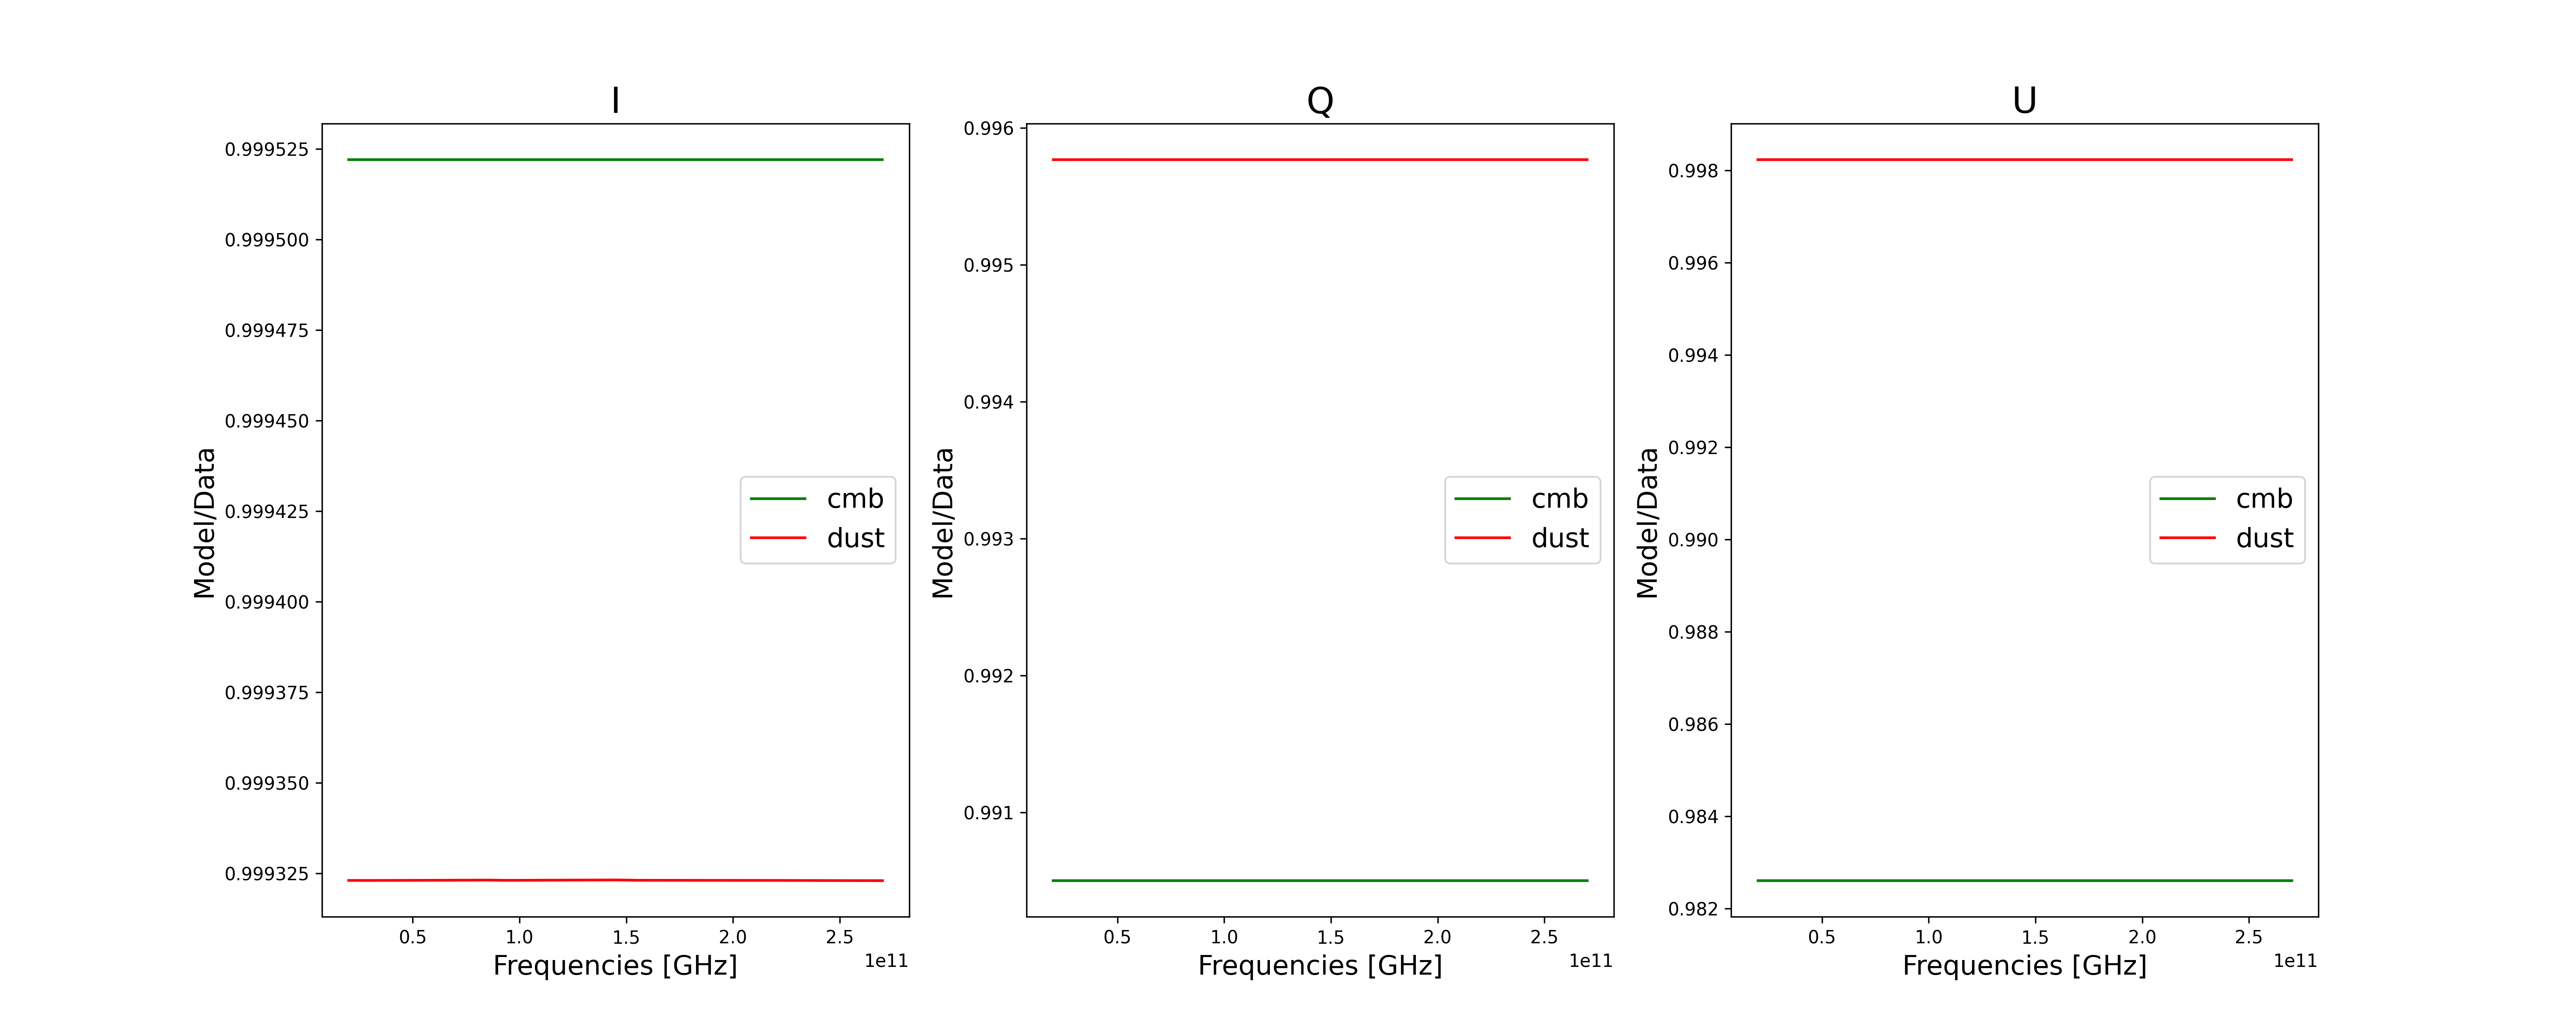 I
0.999525
0.999500
0.999475
0.999450
0.999425
0.999400
0.999375
0.999350
0.999325
Model/Data
cmb
dust
0.5 1.0 1.5 2.0 2.5
1e11
Frequencies [GHz]
Q
0.996
0.995
0.994
0.993
0.992
0.991
Model/Data
cmb
dust
0.5 1.0 1.5 2.0 2.5
1e11
Frequencies [GHz]
U
0.998
0.996
0.994
0.992
0.990
0.988
0.986
0.984
0.982
Model/Data
cmb
dust
0.5 1.0 1.5 2.0 2.5
1e11
Frequencies [GHz]